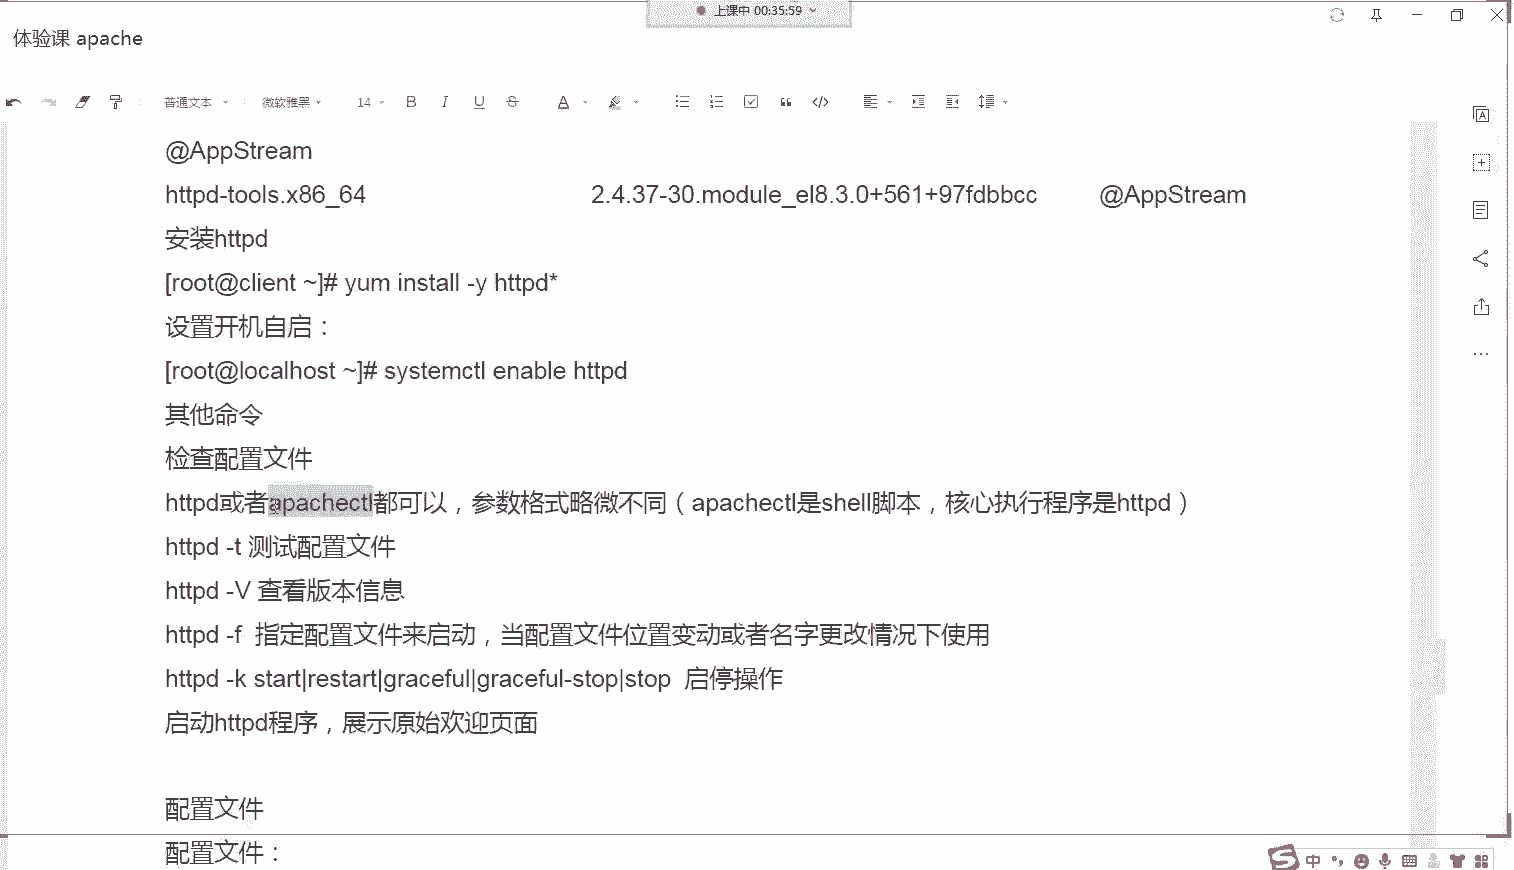 上课中 00:35:59
体验课 apache
普通文本 微软雅黑 14 B I U S A
@AppStream
httpd-tools.x86_64 2.4.37-30.module_el8.3.0+561+97fdbbcc @AppStream
安装httpd
[root@client ~]# yum install -y httpd*
设置开机自启：
[root@localhost ~]# systemctl enable httpd
其他命令
检查配置文件
httpd或者apachectl都可以，参数格式略微不同（apachectl是shell脚本，核心执行程序是httpd）
httpd -t 测试配置文件
httpd -V 查看版本信息
httpd -f  指定配置文件来启动，当配置文件位置变动或者名字更改情况下使用
httpd -k start|restart|graceful|graceful-stop|stop  启停操作
启动httpd程序，展示原始欢迎页面
配置文件
配置文件：
中